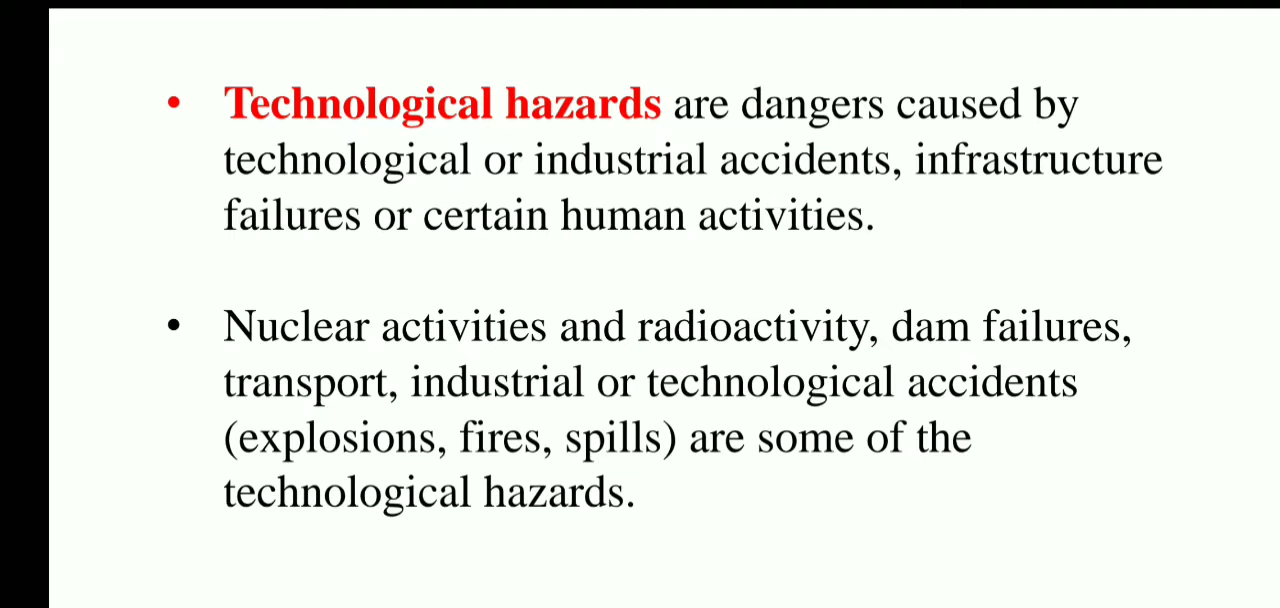 • Technological hazards are dangers caused by
technological or industrial accidents, infrastructure
failures or certain human activities.
• Nuclear activities and radioactivity, dam failures,
transport, industrial or technological accidents
(explosions, fires, spills) are some of the
technological hazards.